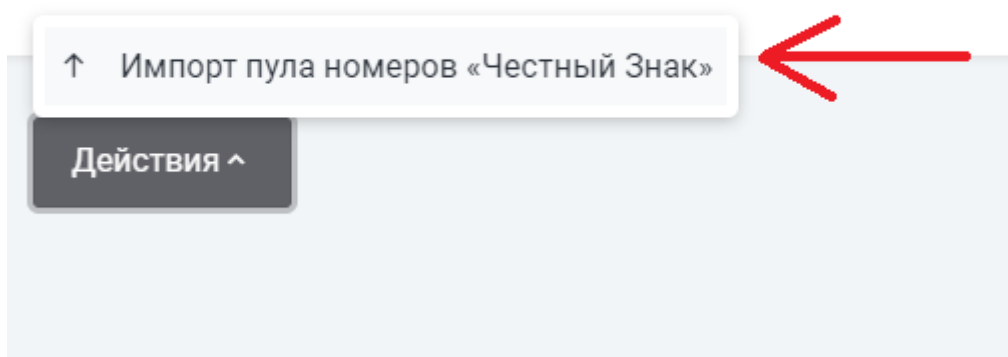 ↑ Импорт пула номеров «Честный Знак»
Действия ^